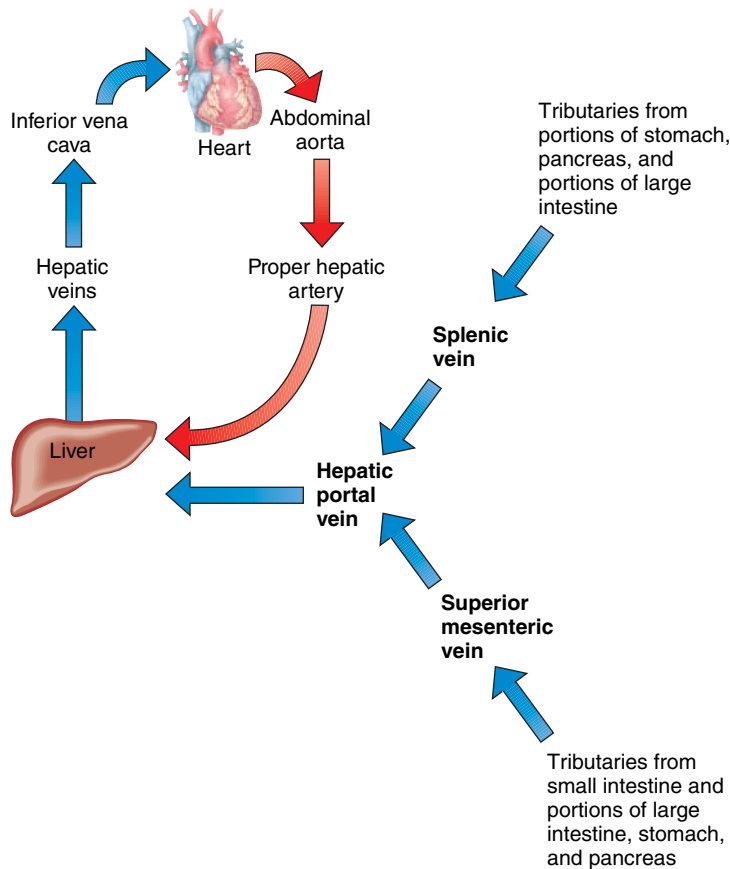 Inferior vena
cava
Heart
Abdominal
aorta
Tributaries from
portions of stomach,
pancreas, and
portions of large
intestine
Hepatic
veins
Proper hepatic
artery
Splenic
vein
Liver
Hepatic
portal
vein
Superior
mesenteric
vein
Tributaries from
small intestine and
portions of large
intestine, stomach,
and pancreas